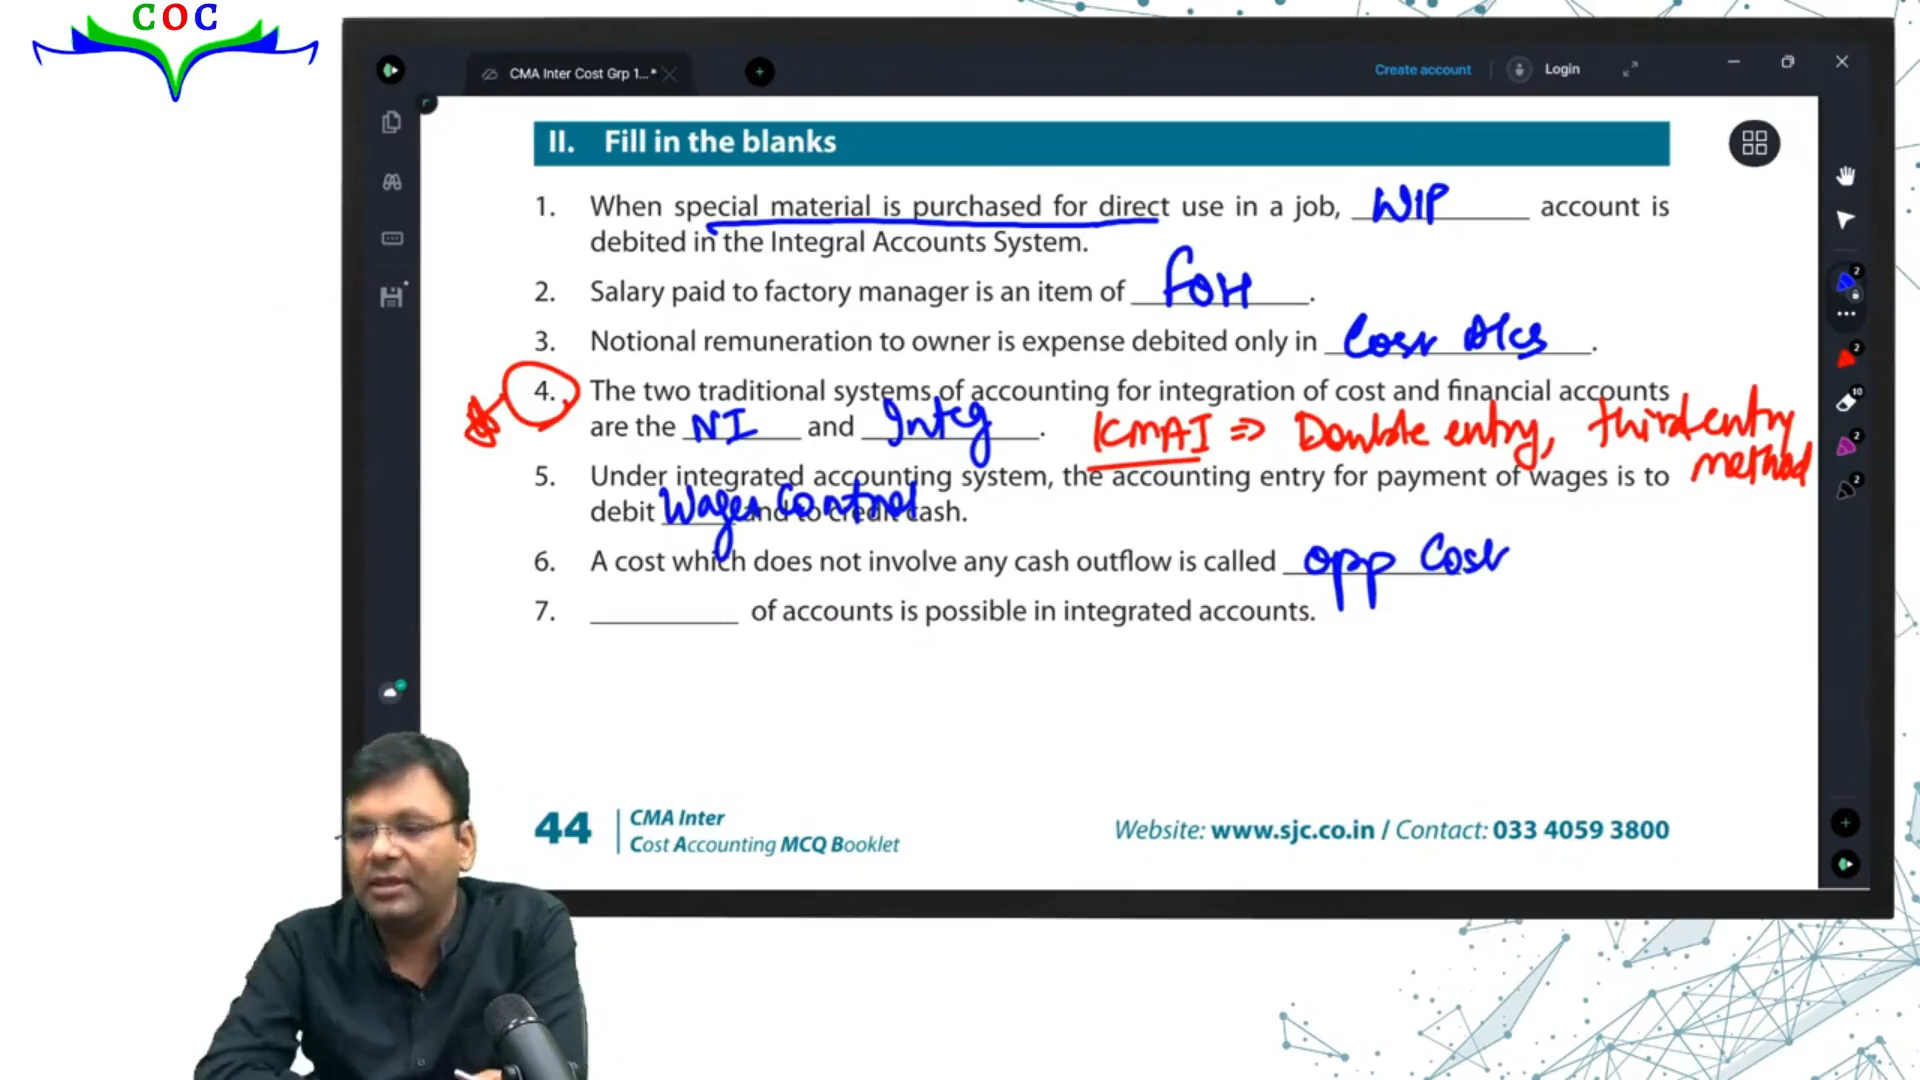 COC
CMA Inter Cost Grp 1...*
Create account
Login
II. Fill in the blanks
1. When special material is purchased for direct use in a job, WIP account is
debited in the Integral Accounts System.
2. Salary paid to factory manager is an item of FOH.
3. Notional remuneration to owner is expense debited only in Cost A/cs.
4. The two traditional systems of accounting for integration of cost and financial accounts
are the NI and Integ. ICMAI ⇒ Double entry, third entry
method
5. Under integrated accounting system, the accounting entry for payment of wages is to
debit Wages Control and to credit cash.
6. A cost which does not involve any cash outflow is called opp Cost
7. __________ of accounts is possible in integrated accounts.
44
CMA Inter
Cost Accounting MCQ Booklet
Website: www.sjc.co.in / Contact: 033 4059 3800
2
2
10
2
2